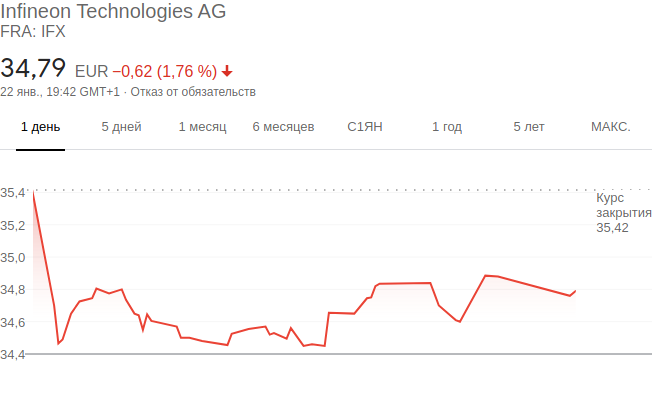 Infineon Technologies AG
FRA: IFX
34,79 EUR −0,62 (1,76 %)
22 янв., 19:42 GMT+1 · Отказ от обязательств
1 день 5 дней 1 месяц 6 месяцев С1ЯН 1 год 5 лет МАКС.
35,4
Курс
закрытия
35,42
35,2
35,0
34,8
34,6
34,4